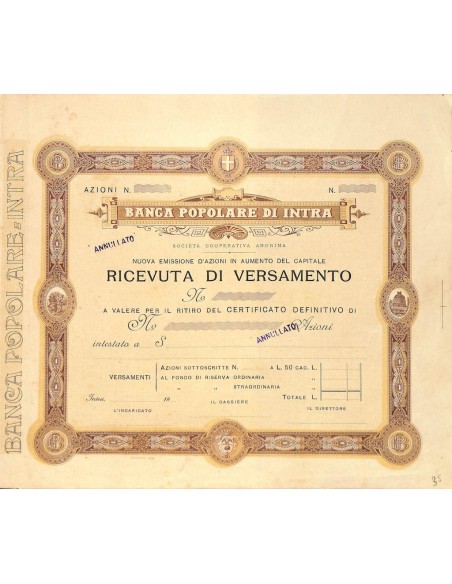 BANCA POPOLARE - INTRA
AZIONI N. N.
BANCA POPOLARE DI INTRA
ANNULLATO
SOCIETÀ COOPERATIVA ANONIMA
NUOVA EMISSIONE D'AZIONI IN AUMENTO DEL CAPITALE
RICEVUTA DI VERSAMENTO
No
A VALERE PER IL RITIRO DEL CERTIFICATO DEFINITIVO DI
No Azioni
ANNULLATO
intestato a S
VERSAMENTI
AZIONI SOTTOSCRITTE N. A L. 50 CAD. L.
AL FONDO DI RISERVA ORDINARIA "
" STRAORDINARIA "
Intra, 18 TOTALE L.
L'INCARICATO IL CASSIERE IL DIRETTORE
35